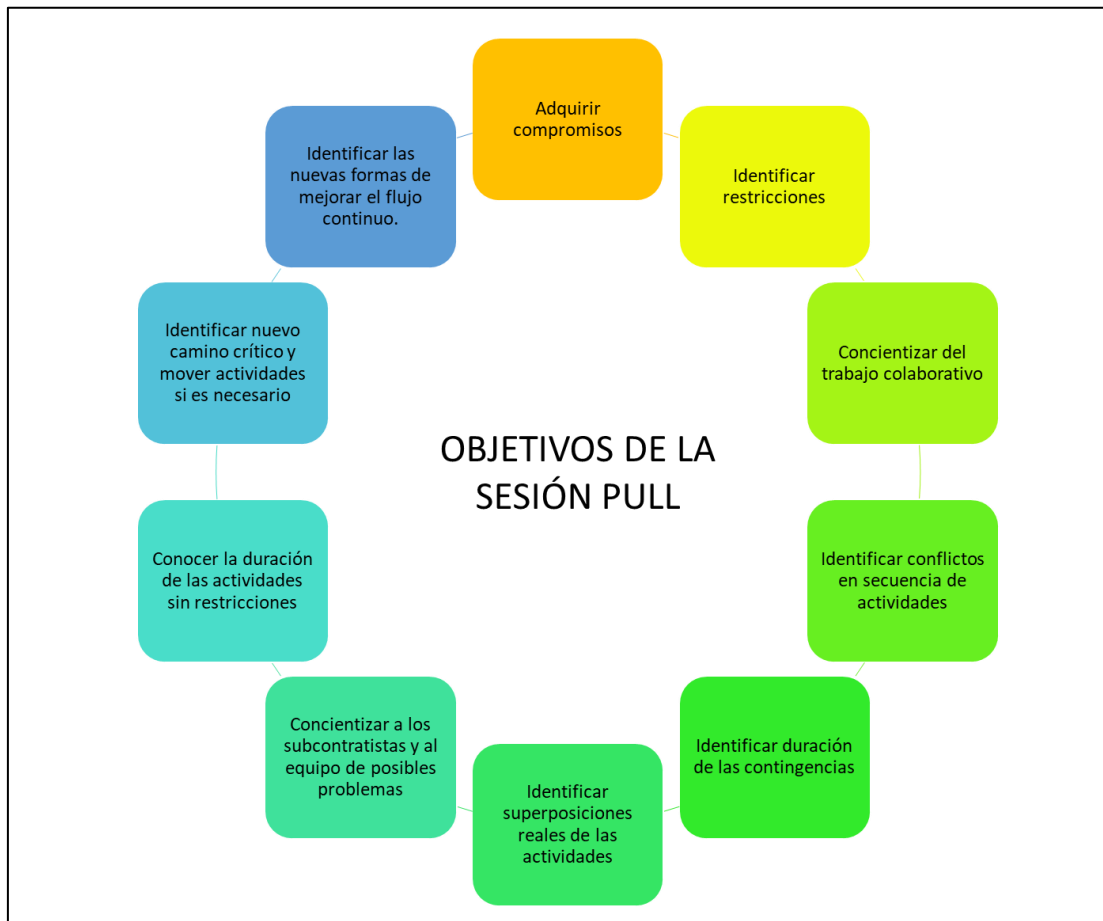 Adquirir
compromisos
Identificar
restricciones
Concientizar del
trabajo colaborativo
Identificar conflictos
en secuencia de
actividades
Identificar duración
de las contingencias
Identificar
superposiciones
reales de las
actividades
Concientizar a los
subcontratistas y al
equipo de posibles
problemas
Conocer la duración
de las actividades
sin restricciones
Identificar nuevo
camino crítico y
mover actividades
si es necesario
Identificar las
nuevas formas de
mejorar el flujo
continuo.
OBJETIVOS DE LA
SESIÓN PULL